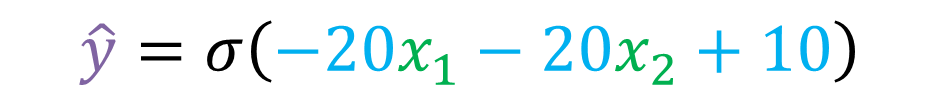 ŷ = σ(−20x₁ − 20x₂ + 10)